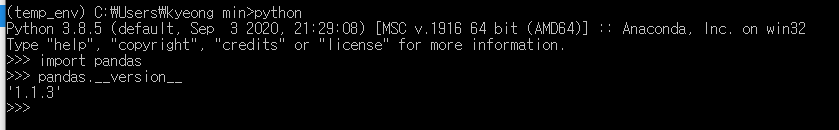 (temp_env) C:₩Users₩kyeong min>python
Python 3.8.5 (default, Sep  3 2020, 21:29:08) [MSC v.1916 64 bit (AMD64)] :: Anaconda, Inc. on win32
Type "help", "copyright", "credits" or "license" for more information.
>>> import pandas
>>> pandas.__version__
'1.1.3'
>>>